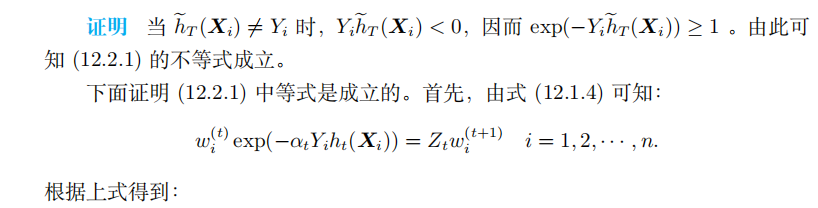 证明 当 $\widetilde{h}_T(\boldsymbol{X}_i) \neq Y_i$ 时，$Y_i\widetilde{h}_T(\boldsymbol{X}_i) < 0$，因而 $\exp(-Y_i\widetilde{h}_T(\boldsymbol{X}_i)) \geq 1$ 。由此可
知 (12.2.1) 的不等式成立。
下面证明 (12.2.1) 中等式是成立的。首先，由式 (12.1.4) 可知：
$w_i^{(t)} \exp(-\alpha_t Y_i h_t(\boldsymbol{X}_i)) = Z_t w_i^{(t+1)} \quad i = 1, 2, \cdots, n.$
根据上式得到：